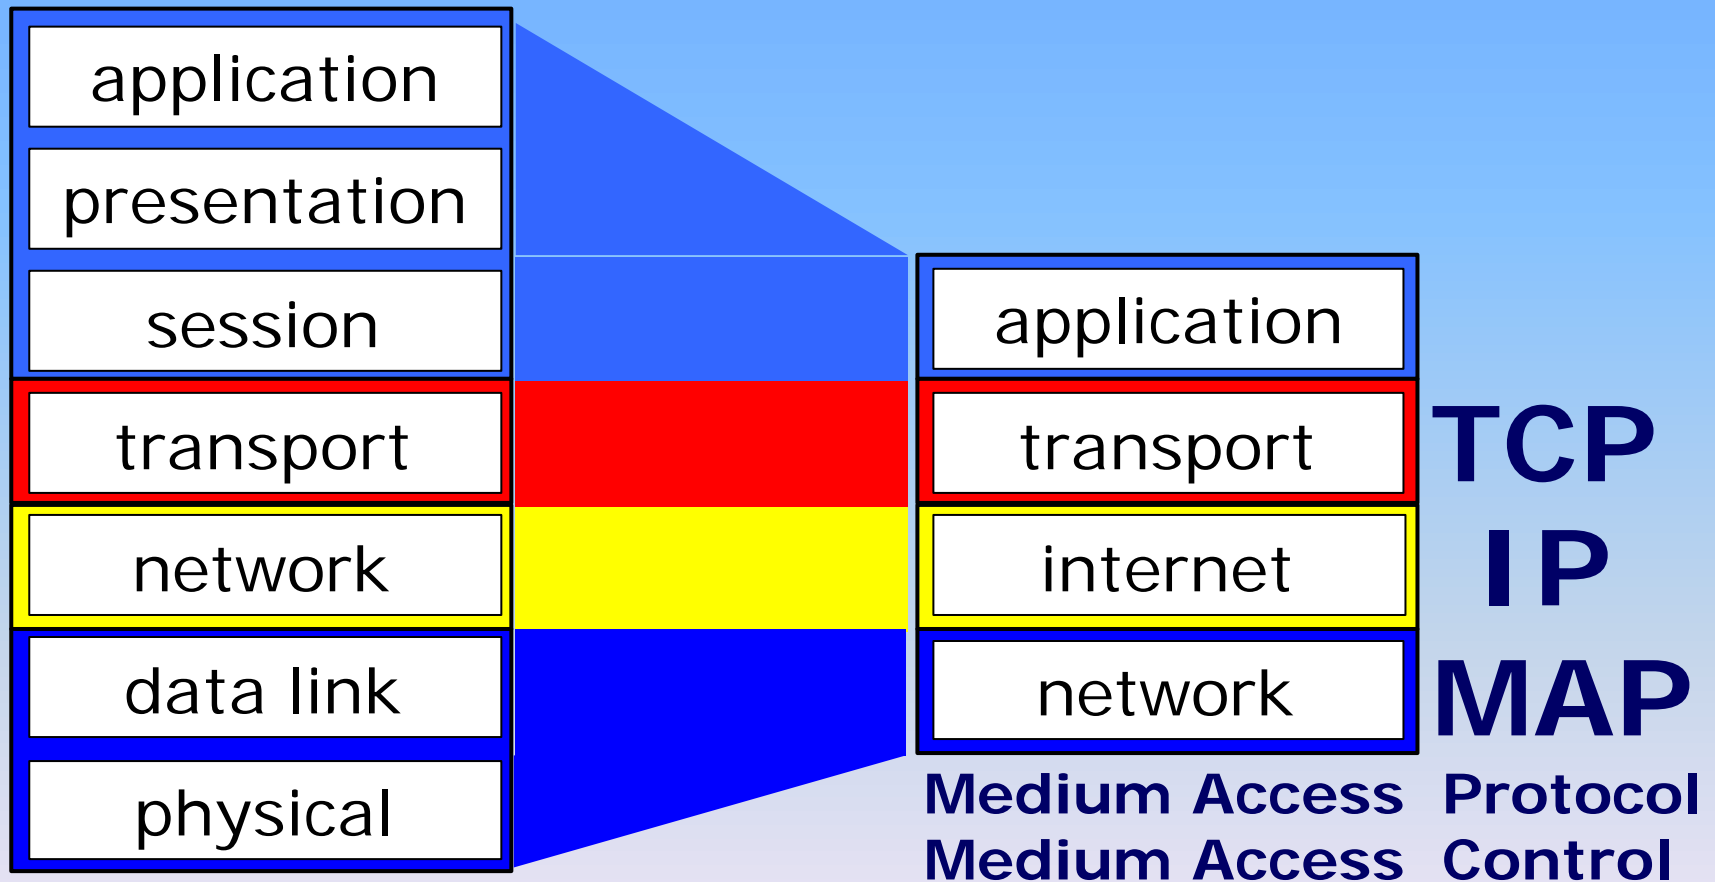 application
presentation
session
transport
network
data link
physical
application
transport
internet
network
TCP
IP
MAP
Medium Access Protocol
Medium Access Control